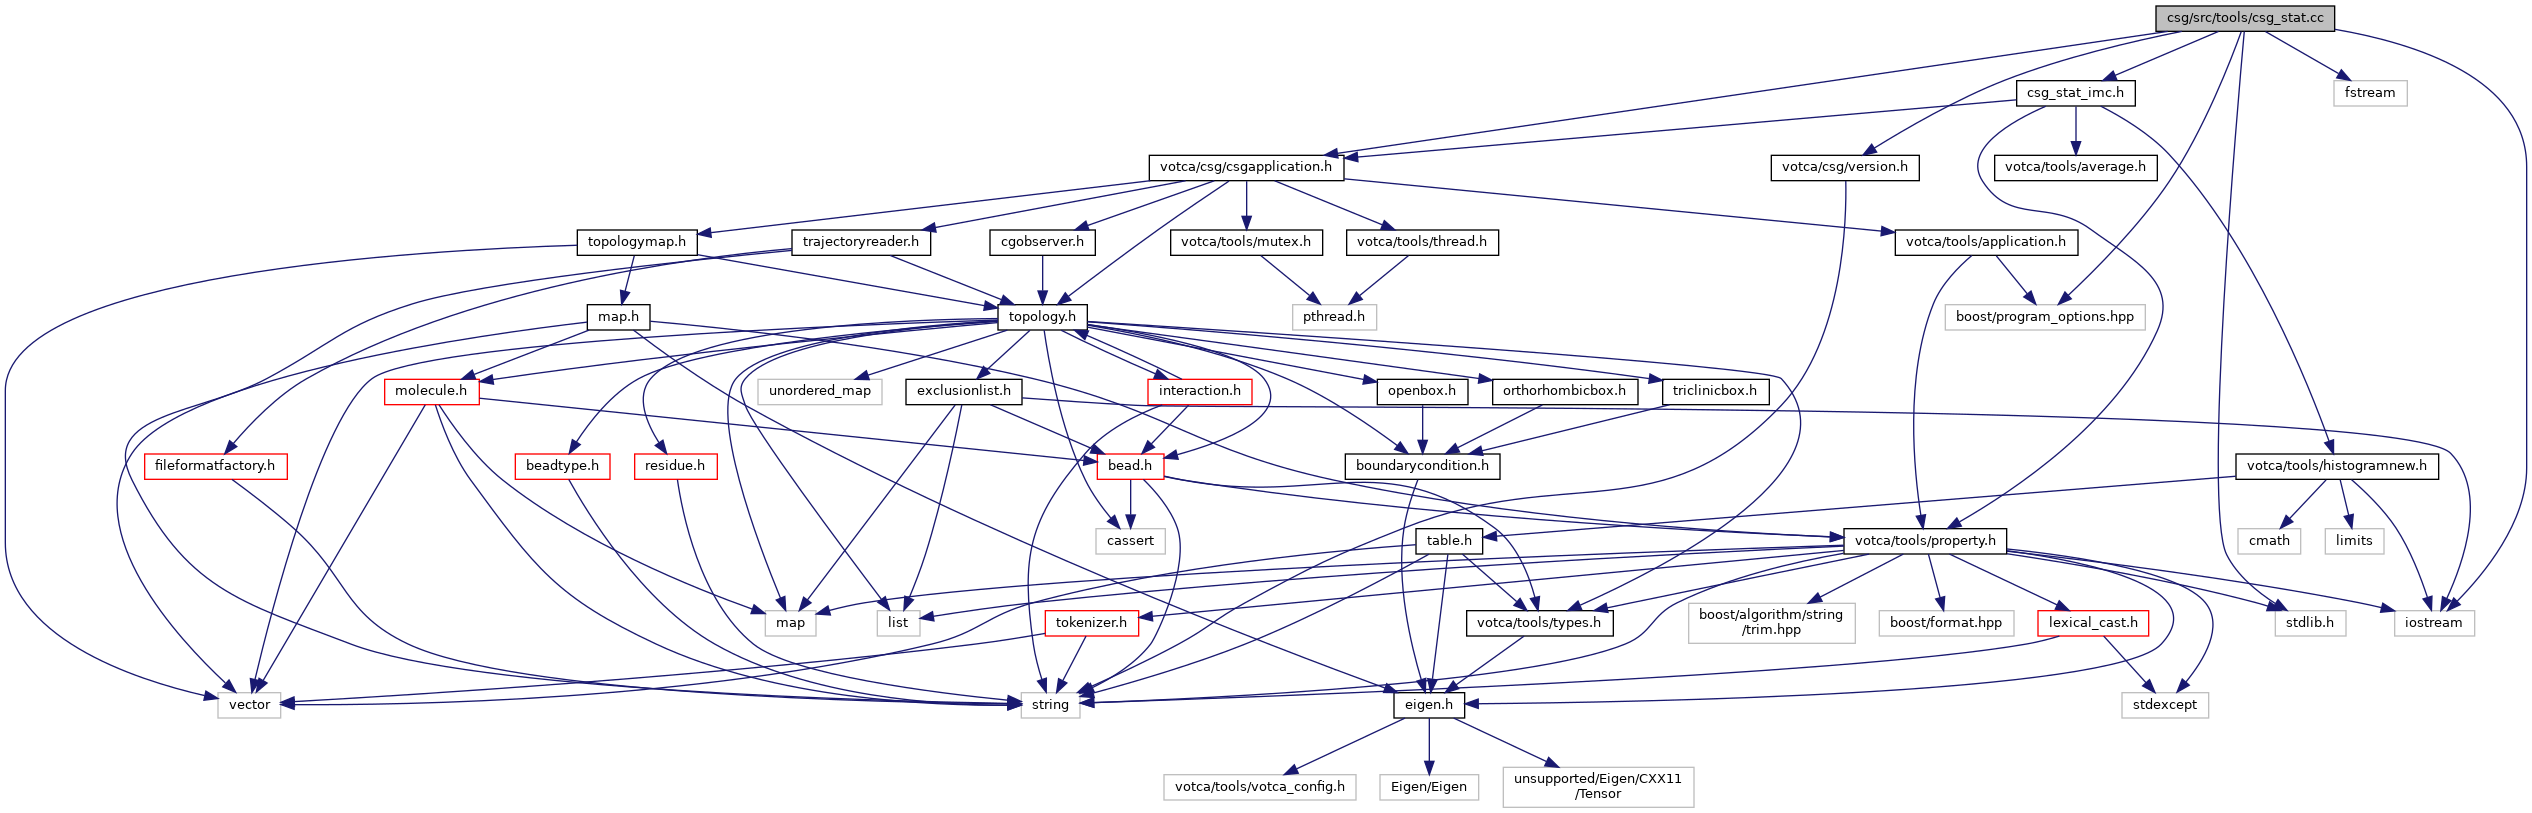 csg/src/tools/csg_stat.cc
csg_stat_imc.h
fstream
votca/csg/csgapplication.h
votca/csg/version.h
votca/tools/average.h
topologymap.h
trajectoryreader.h
cgobserver.h
votca/tools/mutex.h
votca/tools/thread.h
votca/tools/application.h
map.h
topology.h
pthread.h
boost/program_options.hpp
molecule.h
unordered_map
exclusionlist.h
interaction.h
openbox.h
orthorhombicbox.h
triclinicbox.h
fileformatfactory.h
beadtype.h
residue.h
bead.h
boundarycondition.h
votca/tools/histogramnew.h
cassert
table.h
votca/tools/property.h
cmath
limits
map
list
tokenizer.h
votca/tools/types.h
boost/algorithm/string
/trim.hpp
boost/format.hpp
lexical_cast.h
stdlib.h
iostream
vector
string
eigen.h
stdexcept
votca/tools/votca_config.h
Eigen/Eigen
unsupported/Eigen/CXX11
/Tensor